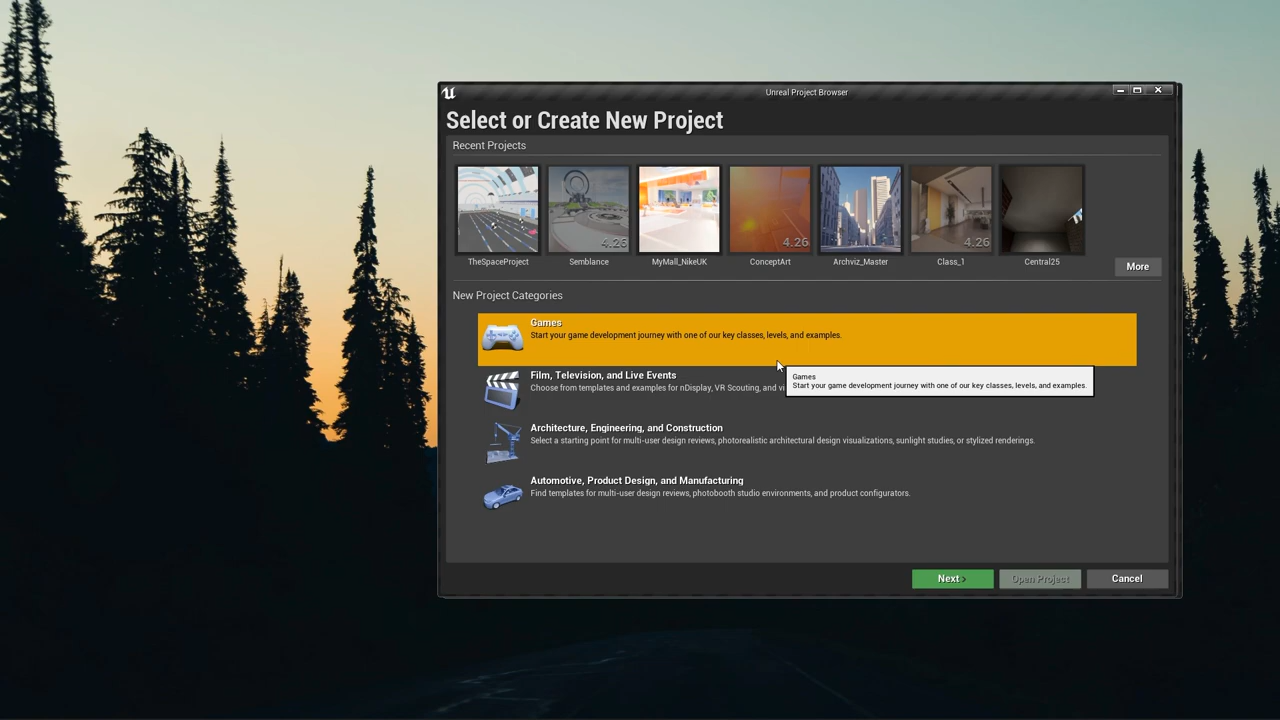 Unreal Project Browser
Select or Create New Project
Recent Projects
4.26
4.26
4.26
TheSpaceProject
Semblance
MyMall_NikeUK
ConceptArt
Archviz_Master
Class_1
Central25
More
New Project Categories
Games
Start your game development journey with one of our key classes, levels, and examples.
Film, Television, and Live Events
Choose from templates and examples for nDisplay, VR Scouting, and vi
Games
Start your game development journey with one of our key classes, levels, and examples.
Architecture, Engineering, and Construction
Select a starting point for multi-user design reviews, photorealistic architectural design visualizations, sunlight studies, or stylized renderings.
Automotive, Product Design, and Manufacturing
Find templates for multi-user design reviews, photobooth studio environments, and product configurators.
Next
Open Project
Cancel